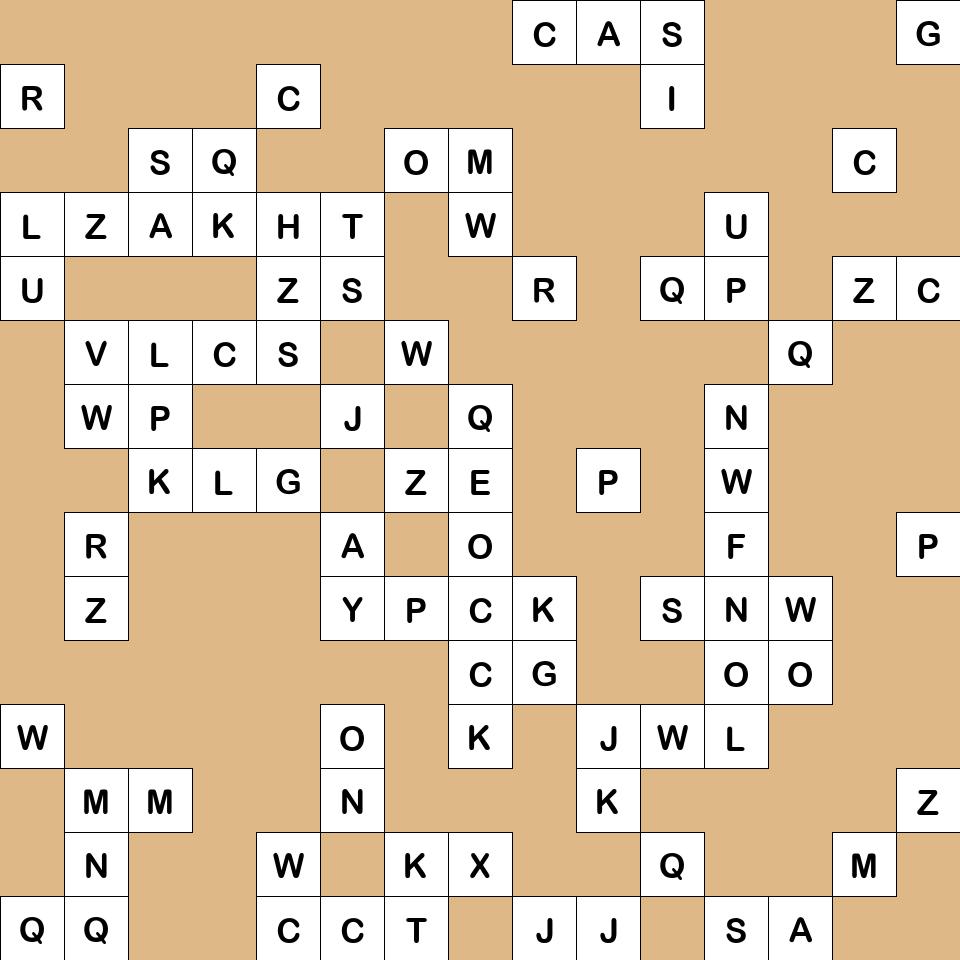 C A S G
R C I
S Q O M C
L Z A K H T W U
U Z S R Q P Z C
V L C S W Q
W P J Q N
K L G Z E P W
R A O F P
Z Y P C K S N W
C G O O
W O K J W L
M M N K Z
N W K X Q M
Q Q C C T J J S A